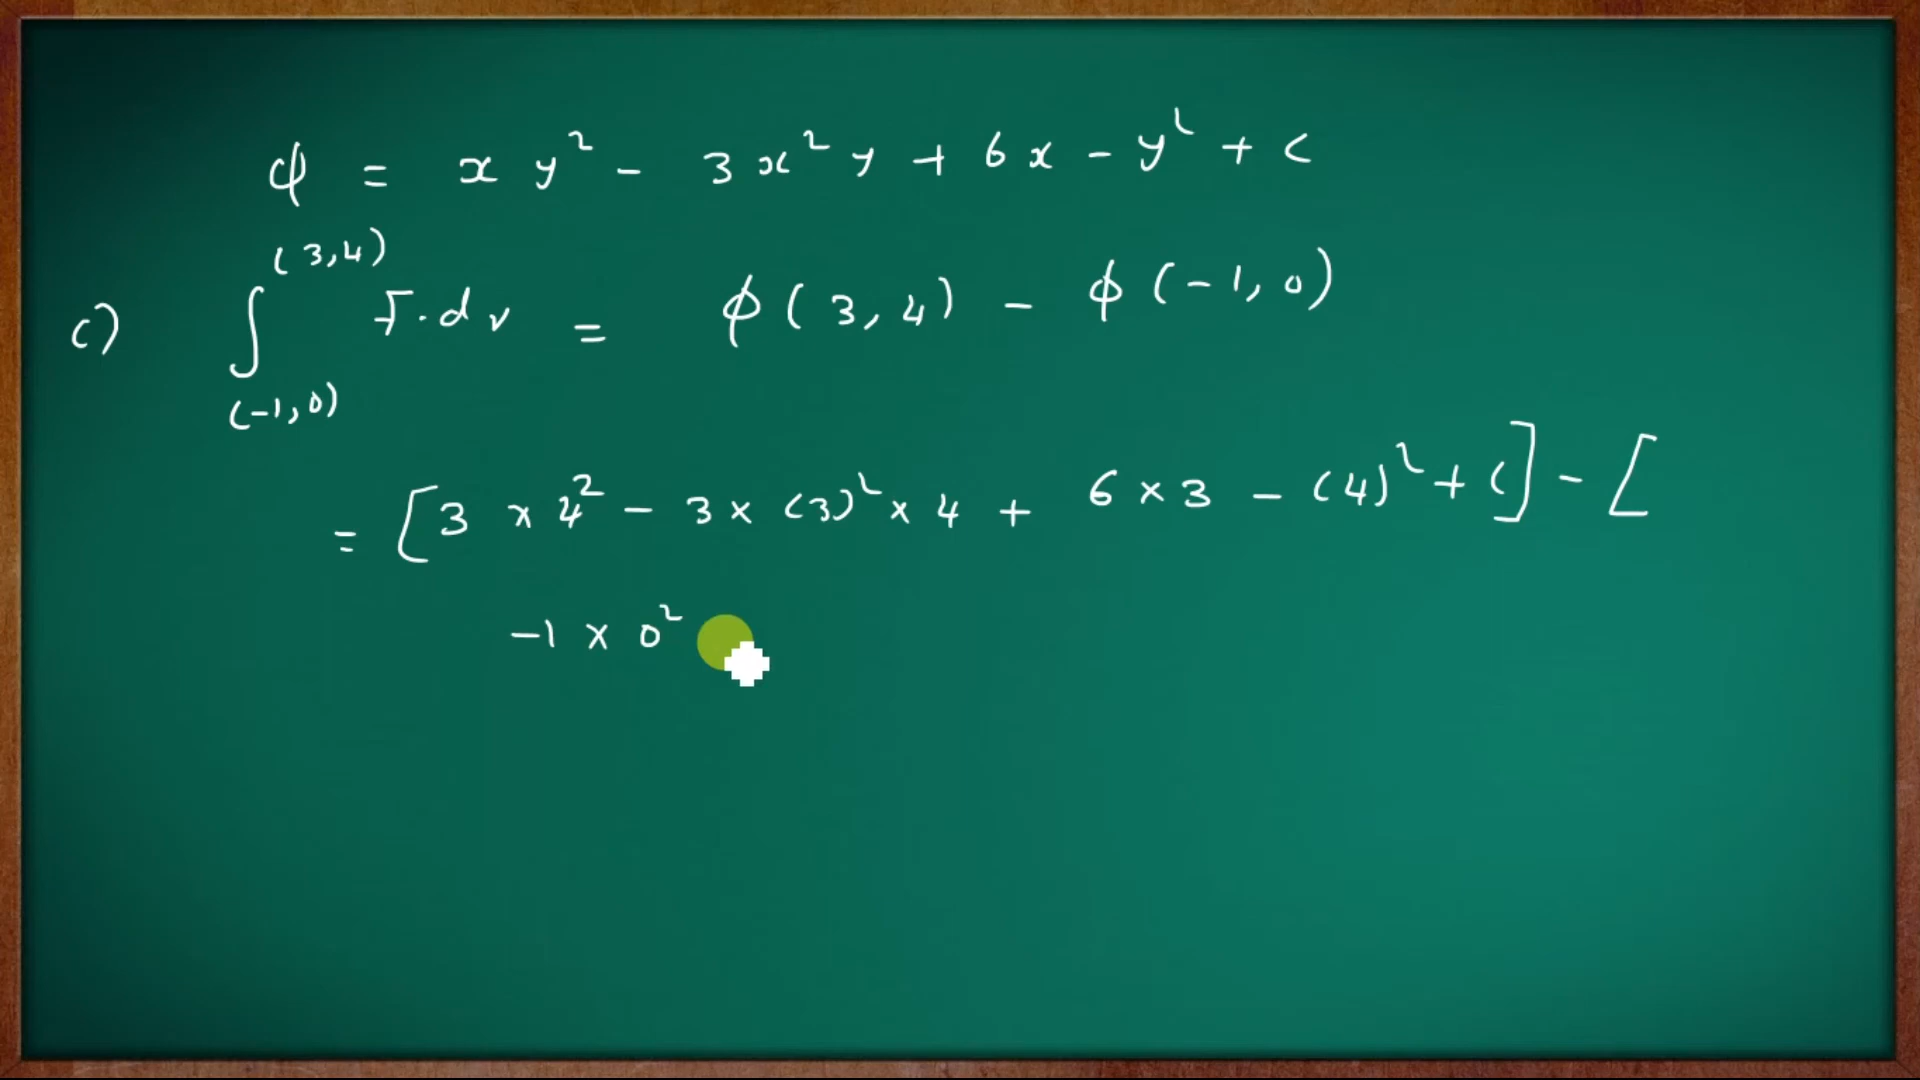 ϕ = x y² - 3x²y + 6x - y² + c
c) ∫_{(-1,0)}^{(3,4)} F·dr = ϕ(3,4) - ϕ(-1,0)
= [3 × 4² - 3 × (3)² × 4 + 6 × 3 - (4)² + c] - [
-1 × 0²